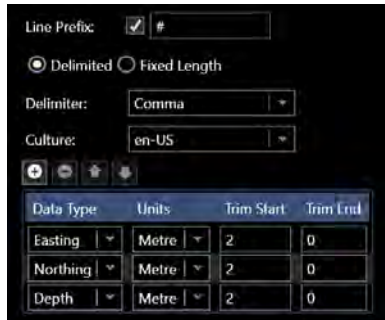 Line Prefix: #
Delimited Fixed Length
Delimiter: Comma
Culture: en-US
Data Type Units Trim Start Trim End
Easting Metre 2 0
Northing Metre 2 0
Depth Metre 2 0